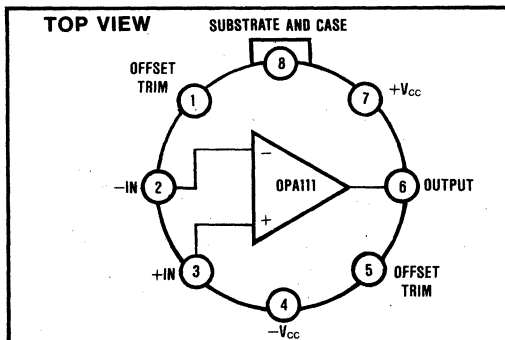 TOP VIEW
SUBSTRATE AND CASE
8
OFFSET
TRIM
1
7
+Vcc
−IN
2
−
OPA111
6
OUTPUT
+
+IN
3
5
OFFSET
TRIM
4
−Vcc